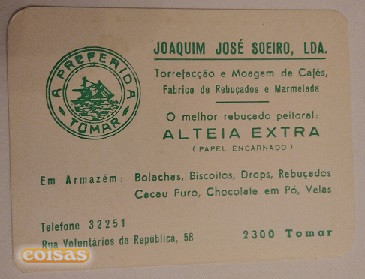 A PREFERIDA
TOMAR
JOAQUIM JOSÉ SOEIRO, LDA.
Torrefacção e Moagem de Cafés,
Fabrico de Rebuçados e Marmelada
O melhor rebuçado peitoral:
ALTEIA EXTRA
(PAPEL ENCARNADO)
Em Armazém: Bolachas, Biscoitos, Drops, Rebuçados
Cacau Puro, Chocolate em Pó, Velas
Telefone 32251
Rua Voluntários da República, 58
2300 Tomar
coisas